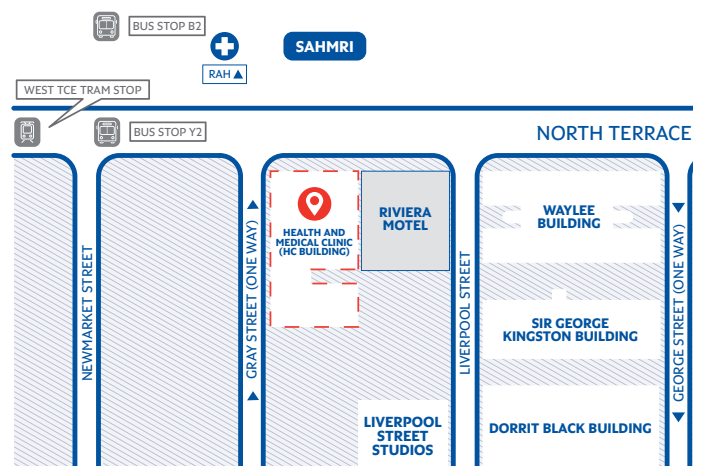 BUS STOP B2
SAHMRI
RAH ▲
WEST TCE TRAM STOP
BUS STOP Y2
NORTH TERRACE
HEALTH AND
MEDICAL CLINIC
(HC BUILDING)
RIVIERA
MOTEL
WAYLEE
BUILDING
NEWMARKET STREET
GRAY STREET (ONE WAY)
LIVERPOOL STREET
GEORGE STREET (ONE WAY)
SIR GEORGE
KINGSTON BUILDING
LIVERPOOL
STREET
STUDIOS
DORRIT BLACK BUILDING